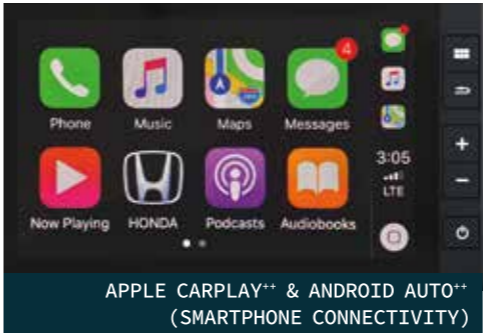 4
Phone Music Maps Messages
3:05
LTE
Now Playing HONDA Podcasts Audiobooks
APPLE CARPLAY⁺⁺ & ANDROID AUTO⁺⁺
(SMARTPHONE CONNECTIVITY)